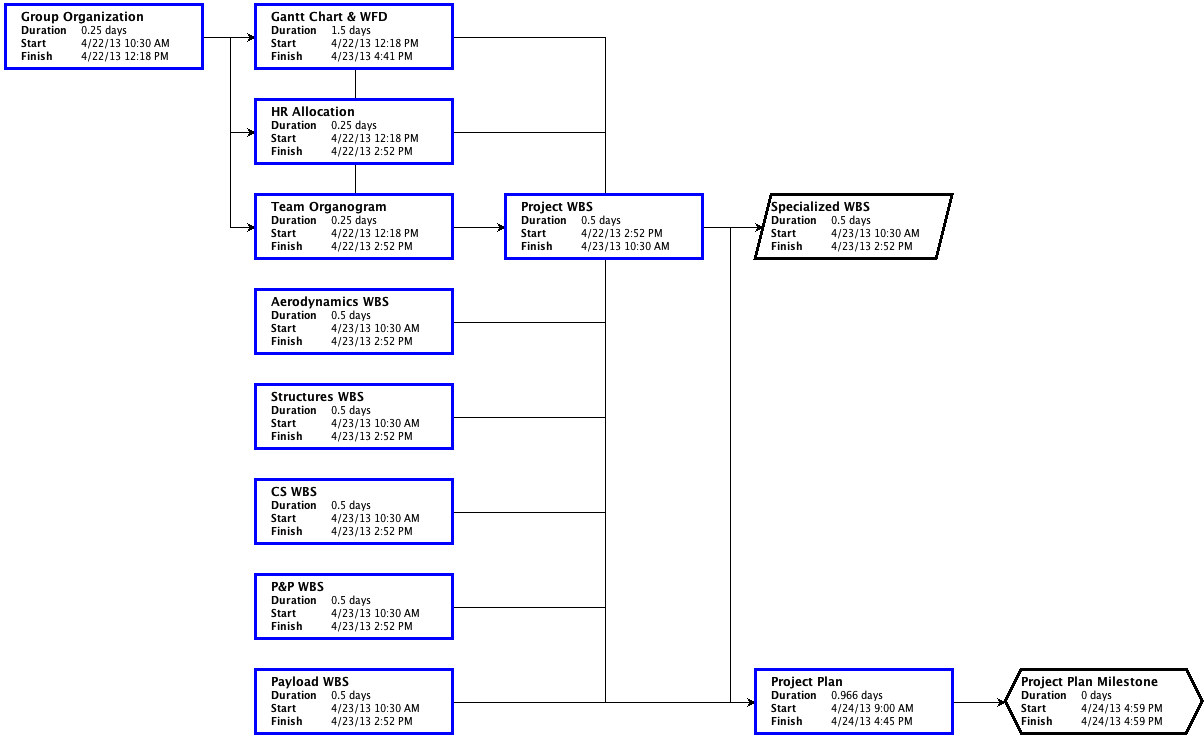 Group Organization
Duration 0.25 days
Start 4/22/13 10:30 AM
Finish 4/22/13 12:18 PM
Gantt Chart & WFD
Duration 1.5 days
Start 4/22/13 12:18 PM
Finish 4/23/13 4:41 PM
HR Allocation
Duration 0.25 days
Start 4/22/13 12:18 PM
Finish 4/22/13 2:52 PM
Team Organogram
Duration 0.25 days
Start 4/22/13 12:18 PM
Finish 4/22/13 2:52 PM
Project WBS
Duration 0.5 days
Start 4/22/13 2:52 PM
Finish 4/23/13 10:30 AM
Specialized WBS
Duration 0.5 days
Start 4/23/13 10:30 AM
Finish 4/23/13 2:52 PM
Aerodynamics WBS
Duration 0.5 days
Start 4/23/13 10:30 AM
Finish 4/23/13 2:52 PM
Structures WBS
Duration 0.5 days
Start 4/23/13 10:30 AM
Finish 4/23/13 2:52 PM
CS WBS
Duration 0.5 days
Start 4/23/13 10:30 AM
Finish 4/23/13 2:52 PM
P&P WBS
Duration 0.5 days
Start 4/23/13 10:30 AM
Finish 4/23/13 2:52 PM
Payload WBS
Duration 0.5 days
Start 4/23/13 10:30 AM
Finish 4/23/13 2:52 PM
Project Plan
Duration 0.966 days
Start 4/24/13 9:00 AM
Finish 4/24/13 4:45 PM
Project Plan Milestone
Duration 0 days
Start 4/24/13 4:59 PM
Finish 4/24/13 4:59 PM